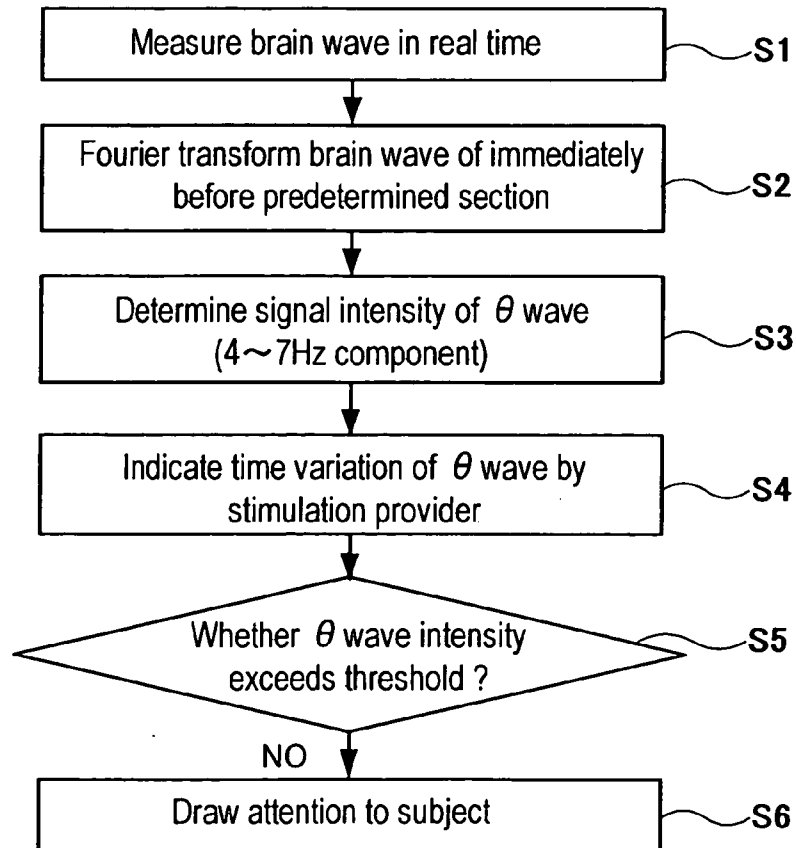 Measure brain wave in real time
S1
Fourier transform brain wave of immediately
before predetermined section
S2
Determine signal intensity of θ wave
(4～7Hz component)
S3
Indicate time variation of θ wave by
stimulation provider
S4
Whether θ wave intensity
exceeds threshold ?
S5
NO
Draw attention to subject
S6